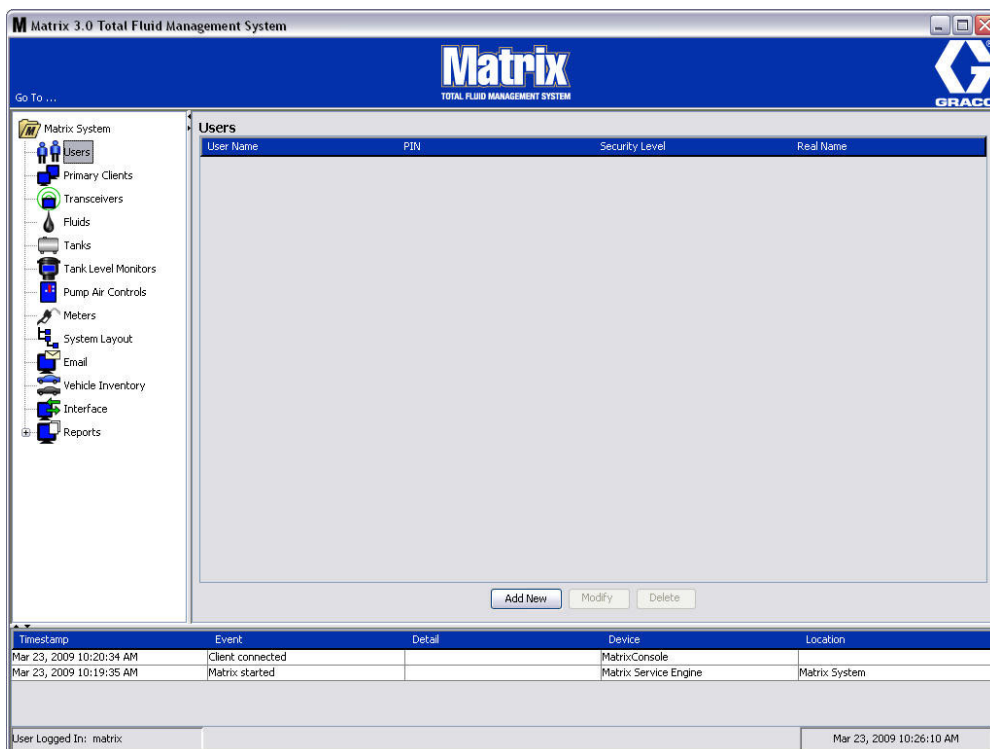 M Matrix 3.0 Total Fluid Management System
Matrix
TOTAL FLUID MANAGEMENT SYSTEM
GRACO
Go To ...
Matrix System
Users
Primary Clients
Transceivers
Fluids
Tanks
Tank Level Monitors
Pump Air Controls
Meters
System Layout
Email
Vehicle Inventory
Interface
Reports
Users
User Name PIN Security Level Real Name
Add New Modify Delete
Timestamp Event Detail Device Location
Mar 23, 2009 10:20:34 AM Client connected MatrixConsole
Mar 23, 2009 10:19:35 AM Matrix started Matrix Service Engine Matrix System
User Logged In: matrix Mar 23, 2009 10:26:10 AM